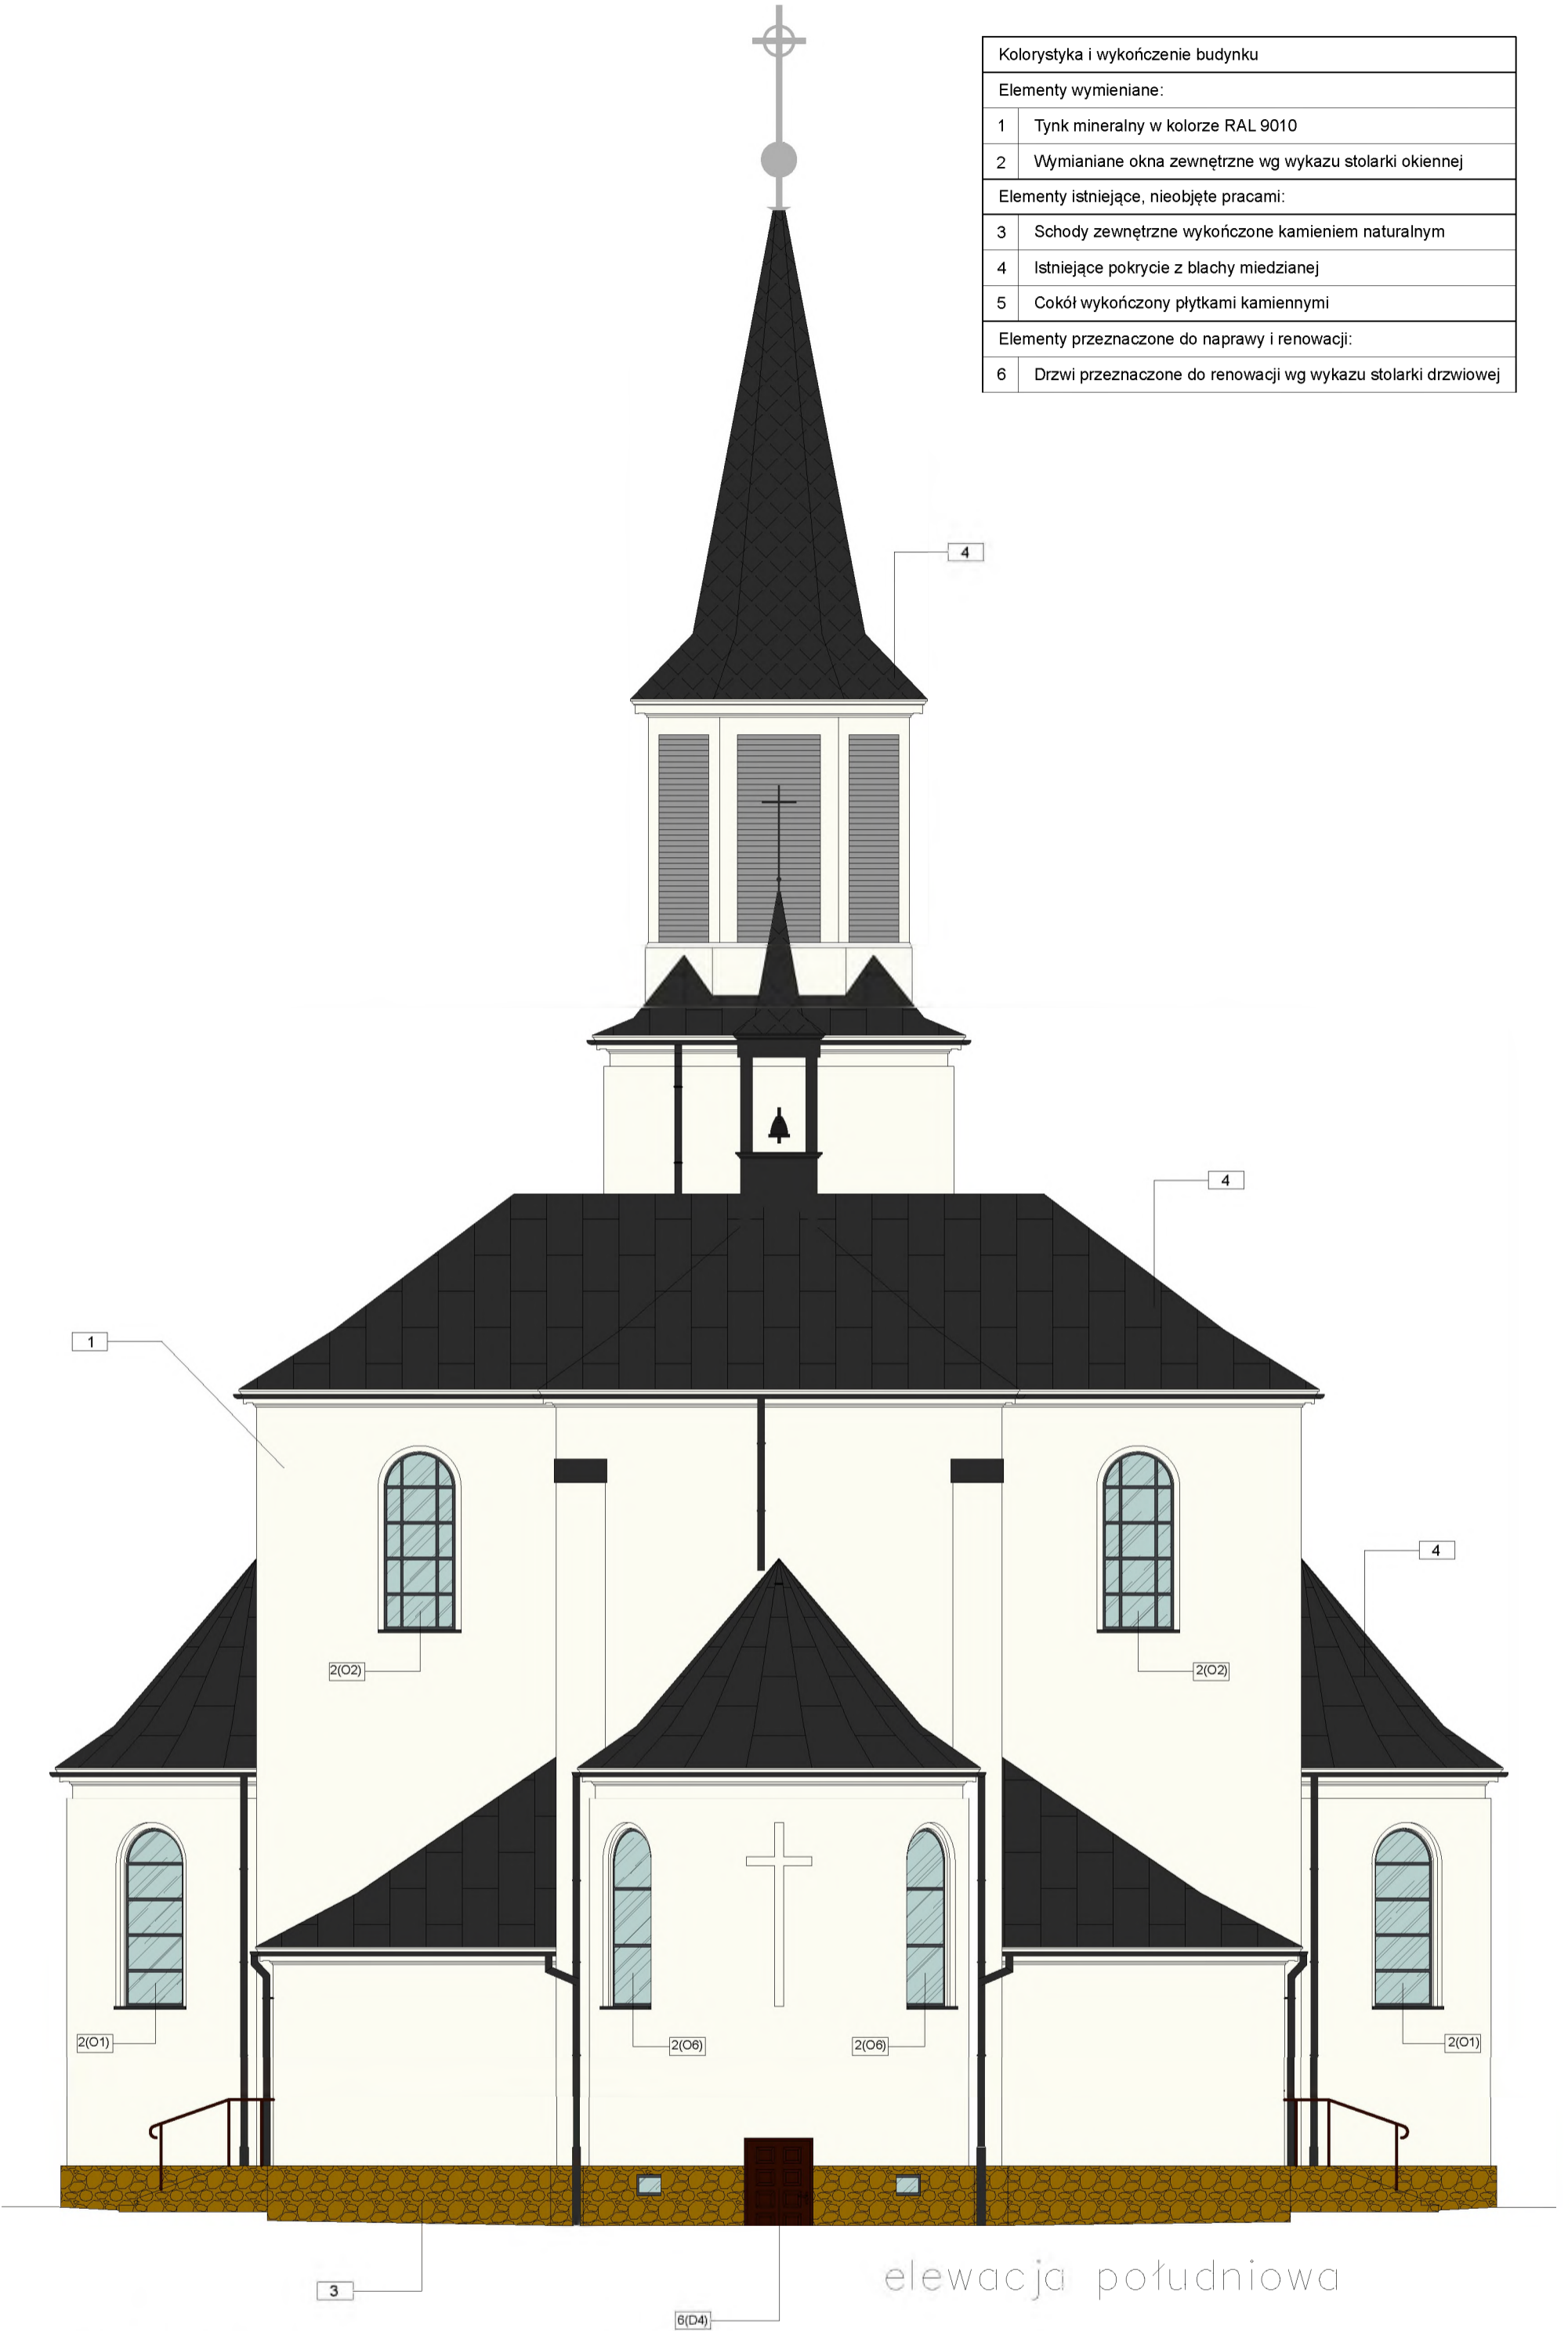 Kolorystyka i wykończenie budynku
Elementy wymieniane:
1 Tynk mineralny w kolorze RAL 9010
2 Wymianiane okna zewnętrzne wg wykazu stolarki okiennej
Elementy istniejące, nieobjęte pracami:
3 Schody zewnętrzne wykończone kamieniem naturalnym
4 Istniejące pokrycie z blachy miedzianej
5 Cokół wykończony płytkami kamiennymi
Elementy przeznaczone do naprawy i renowacji:
6 Drzwi przeznaczone do renowacji wg wykazu stolarki drzwiowej
4
4
1
4
2(O2)
2(O2)
2(O1)
2(O6)
2(O6)
2(O1)
elewacja południowa
3
6(D4)